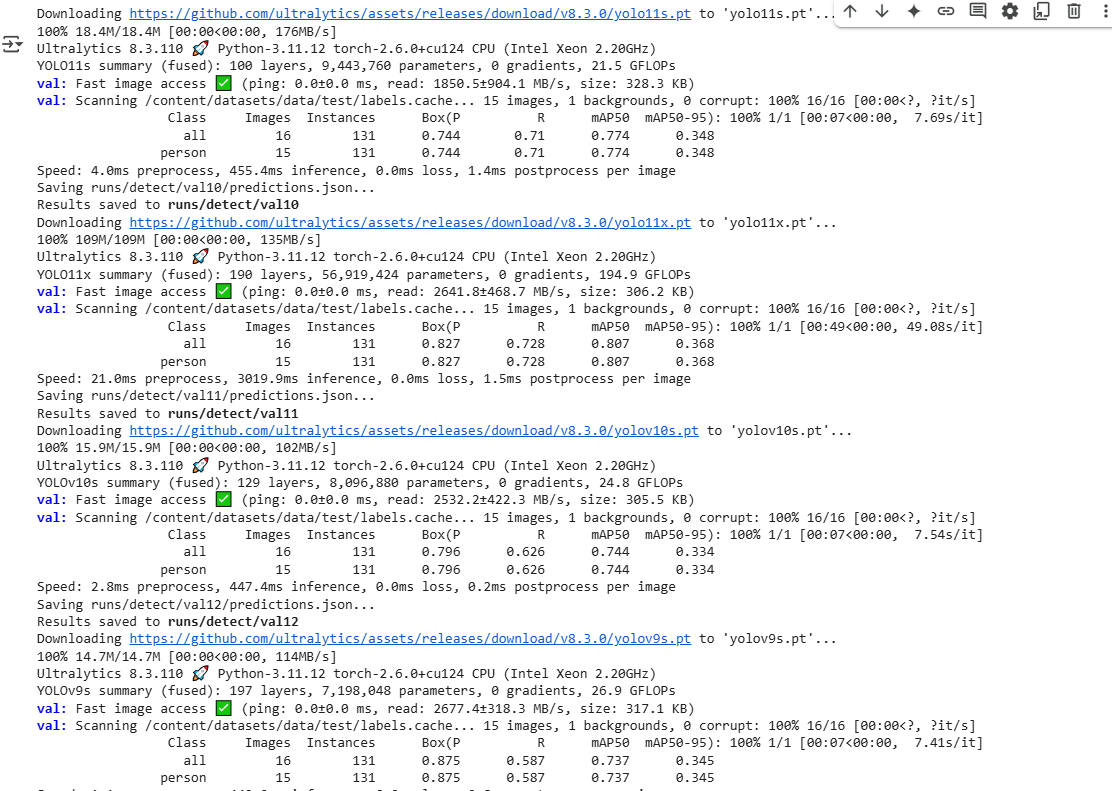 Downloading https://github.com/ultralytics/assets/releases/download/v8.3.0/yolo11s.pt to 'yolo11s.pt'...
100% 18.4M/18.4M [00:00<00:00, 176MB/s]
Ultralytics 8.3.110 🚀 Python-3.11.12 torch-2.6.0+cu124 CPU (Intel Xeon 2.20GHz)
YOLO11s summary (fused): 100 layers, 9,443,760 parameters, 0 gradients, 21.5 GFLOPs
val: Fast image access ✅ (ping: 0.0±0.0 ms, read: 1850.5±904.1 MB/s, size: 328.3 KB)
val: Scanning /content/datasets/data/test/labels.cache... 15 images, 1 backgrounds, 0 corrupt: 100% 16/16 [00:00<?, ?it/s]
Class Images Instances Box(P R mAP50 mAP50-95): 100% 1/1 [00:07<00:00, 7.69s/it]
all 16 131 0.744 0.71 0.774 0.348
person 15 131 0.744 0.71 0.774 0.348
Speed: 4.0ms preprocess, 455.4ms inference, 0.0ms loss, 1.4ms postprocess per image
Saving runs/detect/val10/predictions.json...
Results saved to runs/detect/val10
Downloading https://github.com/ultralytics/assets/releases/download/v8.3.0/yolo11x.pt to 'yolo11x.pt'...
100% 109M/109M [00:00<00:00, 135MB/s]
Ultralytics 8.3.110 🚀 Python-3.11.12 torch-2.6.0+cu124 CPU (Intel Xeon 2.20GHz)
YOLO11x summary (fused): 190 layers, 56,919,424 parameters, 0 gradients, 194.9 GFLOPs
val: Fast image access ✅ (ping: 0.0±0.0 ms, read: 2641.8±468.7 MB/s, size: 306.2 KB)
val: Scanning /content/datasets/data/test/labels.cache... 15 images, 1 backgrounds, 0 corrupt: 100% 16/16 [00:00<?, ?it/s]
Class Images Instances Box(P R mAP50 mAP50-95): 100% 1/1 [00:49<00:00, 49.08s/it]
all 16 131 0.827 0.728 0.807 0.368
person 15 131 0.827 0.728 0.807 0.368
Speed: 21.0ms preprocess, 3019.9ms inference, 0.0ms loss, 1.5ms postprocess per image
Saving runs/detect/val11/predictions.json...
Results saved to runs/detect/val11
Downloading https://github.com/ultralytics/assets/releases/download/v8.3.0/yolov10s.pt to 'yolov10s.pt'...
100% 15.9M/15.9M [00:00<00:00, 102MB/s]
Ultralytics 8.3.110 🚀 Python-3.11.12 torch-2.6.0+cu124 CPU (Intel Xeon 2.20GHz)
YOLOv10s summary (fused): 129 layers, 8,096,880 parameters, 0 gradients, 24.8 GFLOPs
val: Fast image access ✅ (ping: 0.0±0.0 ms, read: 2532.2±422.3 MB/s, size: 305.5 KB)
val: Scanning /content/datasets/data/test/labels.cache... 15 images, 1 backgrounds, 0 corrupt: 100% 16/16 [00:00<?, ?it/s]
Class Images Instances Box(P R mAP50 mAP50-95): 100% 1/1 [00:07<00:00, 7.54s/it]
all 16 131 0.796 0.626 0.744 0.334
person 15 131 0.796 0.626 0.744 0.334
Speed: 2.8ms preprocess, 447.4ms inference, 0.0ms loss, 0.2ms postprocess per image
Saving runs/detect/val12/predictions.json...
Results saved to runs/detect/val12
Downloading https://github.com/ultralytics/assets/releases/download/v8.3.0/yolov9s.pt to 'yolov9s.pt'...
100% 14.7M/14.7M [00:00<00:00, 114MB/s]
Ultralytics 8.3.110 🚀 Python-3.11.12 torch-2.6.0+cu124 CPU (Intel Xeon 2.20GHz)
YOLOv9s summary (fused): 197 layers, 7,198,048 parameters, 0 gradients, 26.9 GFLOPs
val: Fast image access ✅ (ping: 0.0±0.0 ms, read: 2677.4±318.3 MB/s, size: 317.1 KB)
val: Scanning /content/datasets/data/test/labels.cache... 15 images, 1 backgrounds, 0 corrupt: 100% 16/16 [00:00<?, ?it/s]
Class Images Instances Box(P R mAP50 mAP50-95): 100% 1/1 [00:07<00:00, 7.41s/it]
all 16 131 0.875 0.587 0.737 0.345
person 15 131 0.875 0.587 0.737 0.345